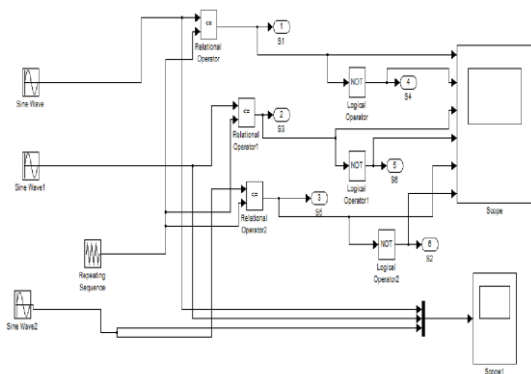 <=
Relational
Operator
1
S1
Sine Wave
NOT
Logical
Operator
4
S4
<=
Relational
Operator1
2
S3
Sine Wave1
NOT
Logical
Operator1
5
S6
<=
Relational
Operator2
3
S5
Scope
NOT
Logical
Operator2
6
S2
Repeating
Sequence
Sine Wave2
Scope1